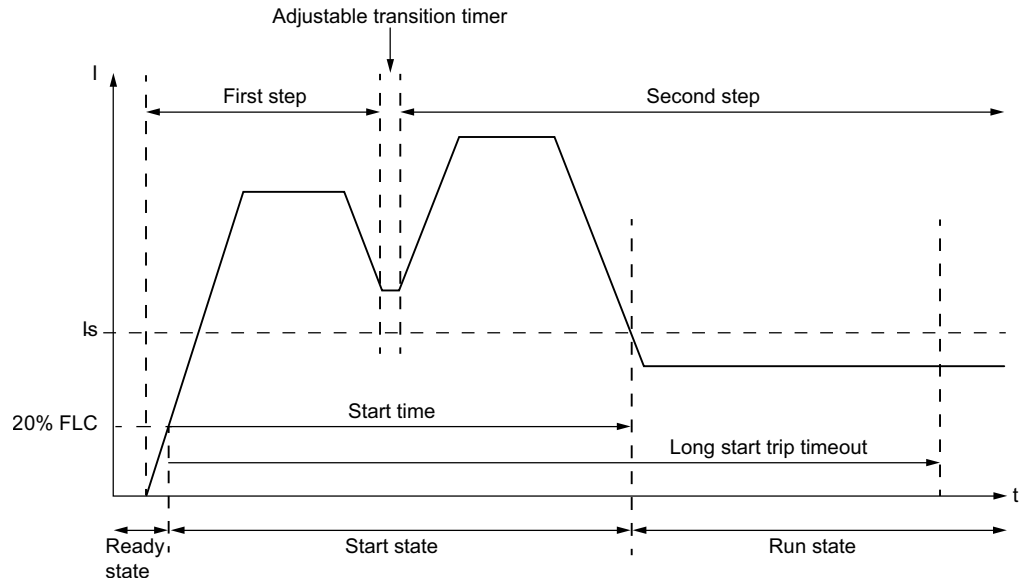 Adjustable transition timer
I
First step
Second step
Is
20% FLC
Start time
Long start trip timeout
t
Ready
state
Start state
Run state